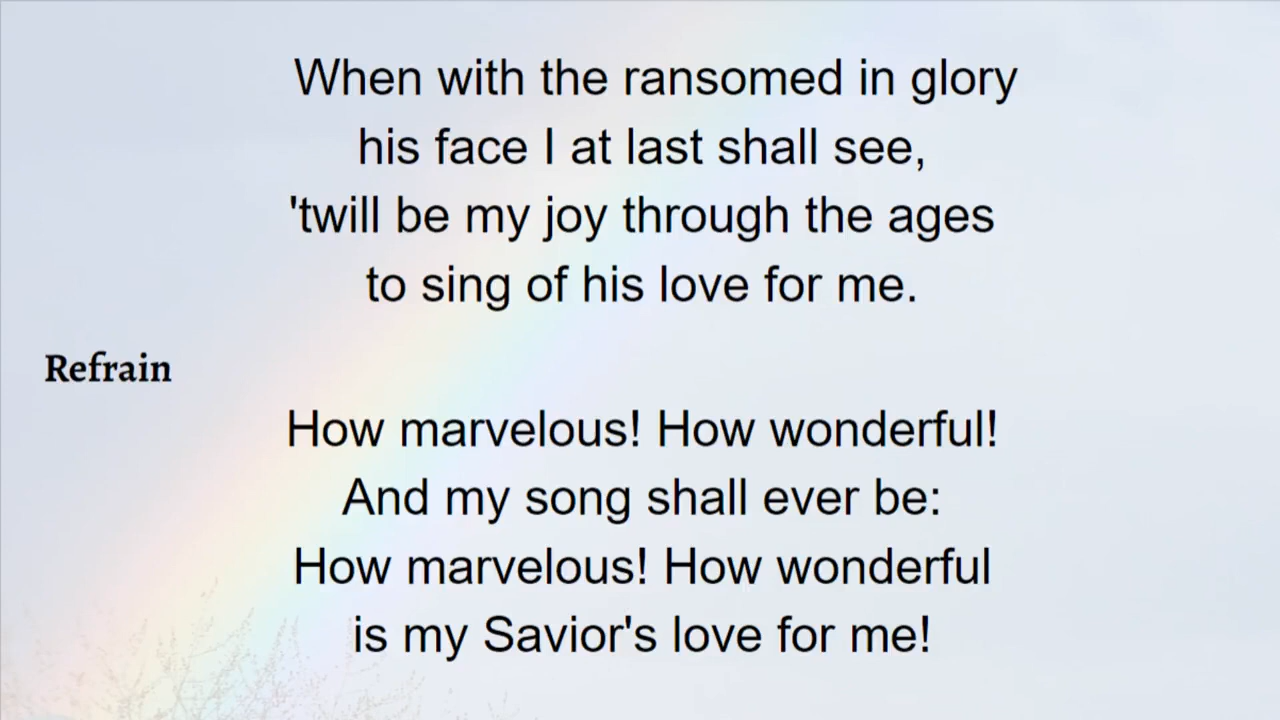 When with the ransomed in glory
his face I at last shall see,
'twill be my joy through the ages
to sing of his love for me.
Refrain
How marvelous! How wonderful!
And my song shall ever be:
How marvelous! How wonderful
is my Savior's love for me!